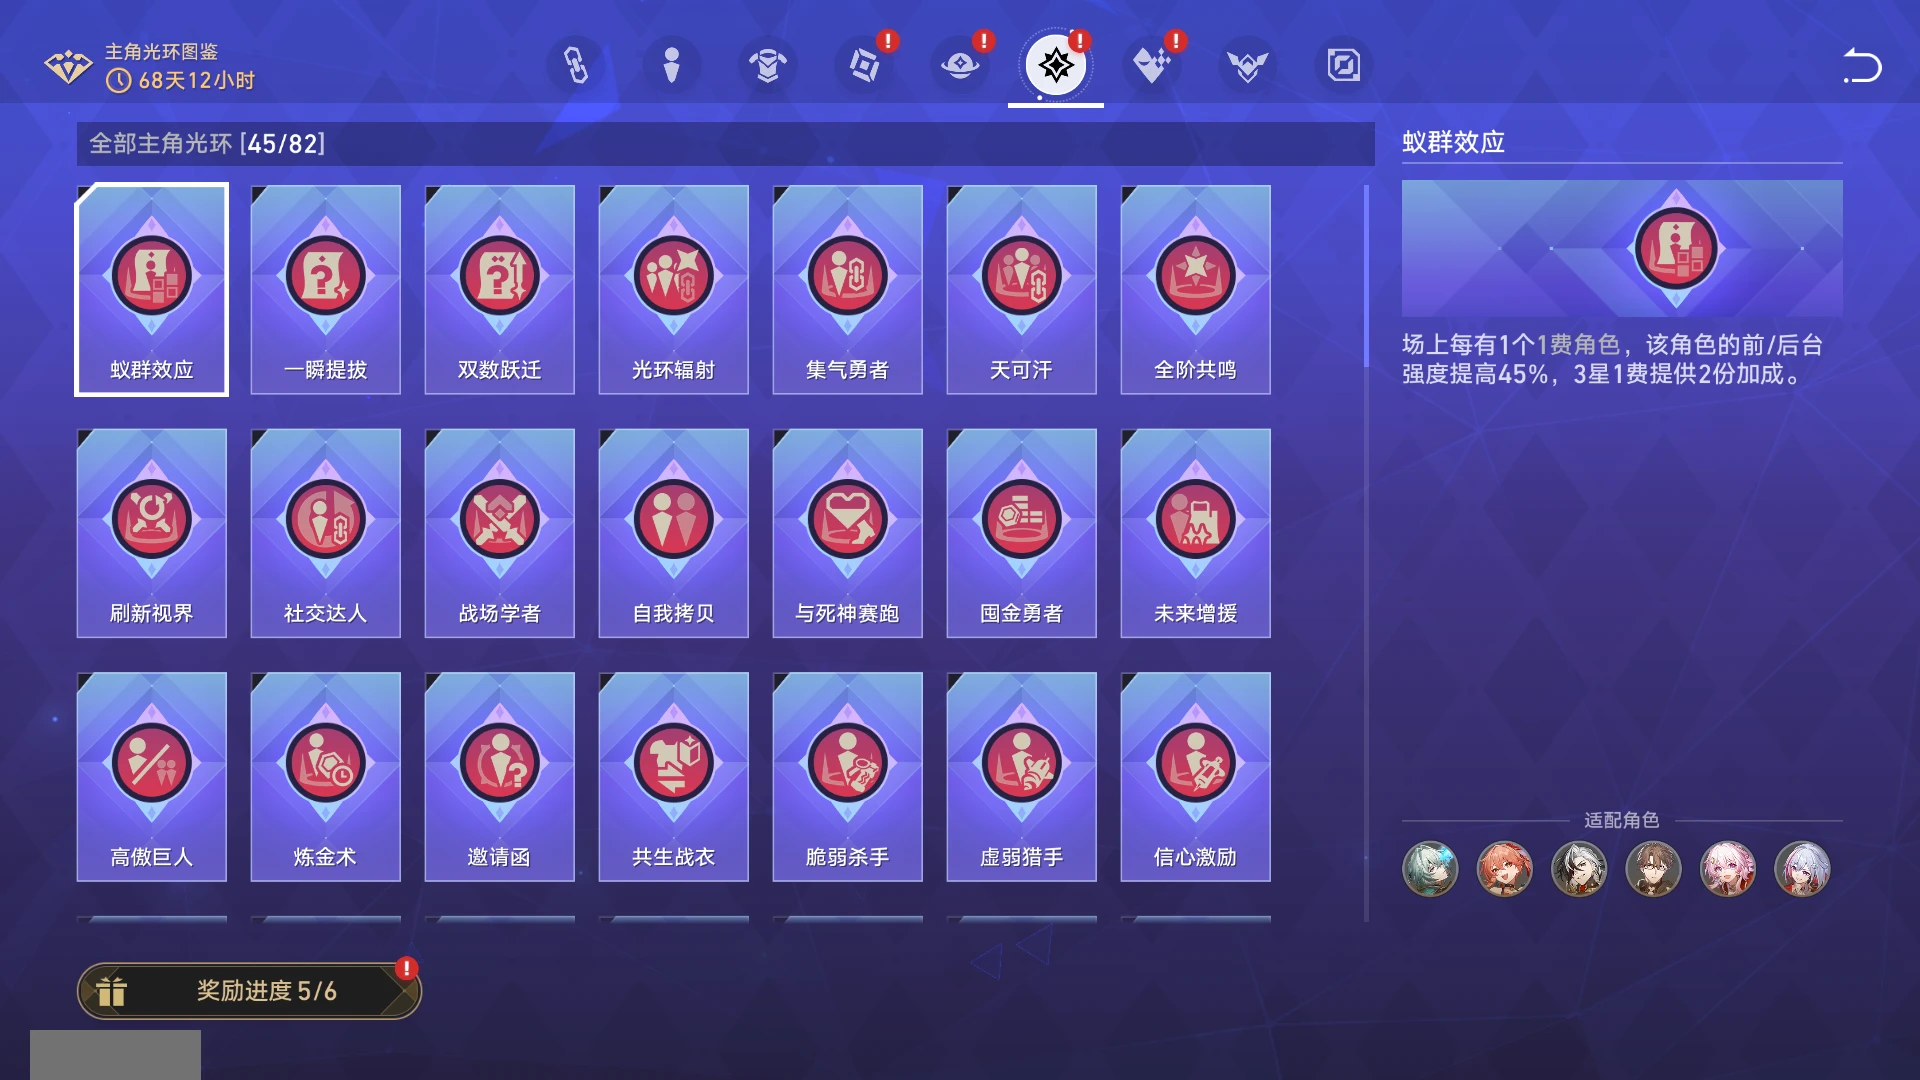 主角光环图鉴
68天12小时
全部主角光环 [45/82]
蚁群效应
一瞬提拔
双数跃迁
光环辐射
集气勇者
天可汗
全阶共鸣
刷新视界
社交达人
战场学者
自我拷贝
与死神赛跑
囤金勇者
未来增援
高傲巨人
炼金术
邀请函
共生战衣
脆弱杀手
虚弱猎手
信心激励
奖励进度 5/6
蚁群效应
场上每有1个1费角色，该角色的前/后台
强度提高45%，3星1费提供2份加成。
适配角色